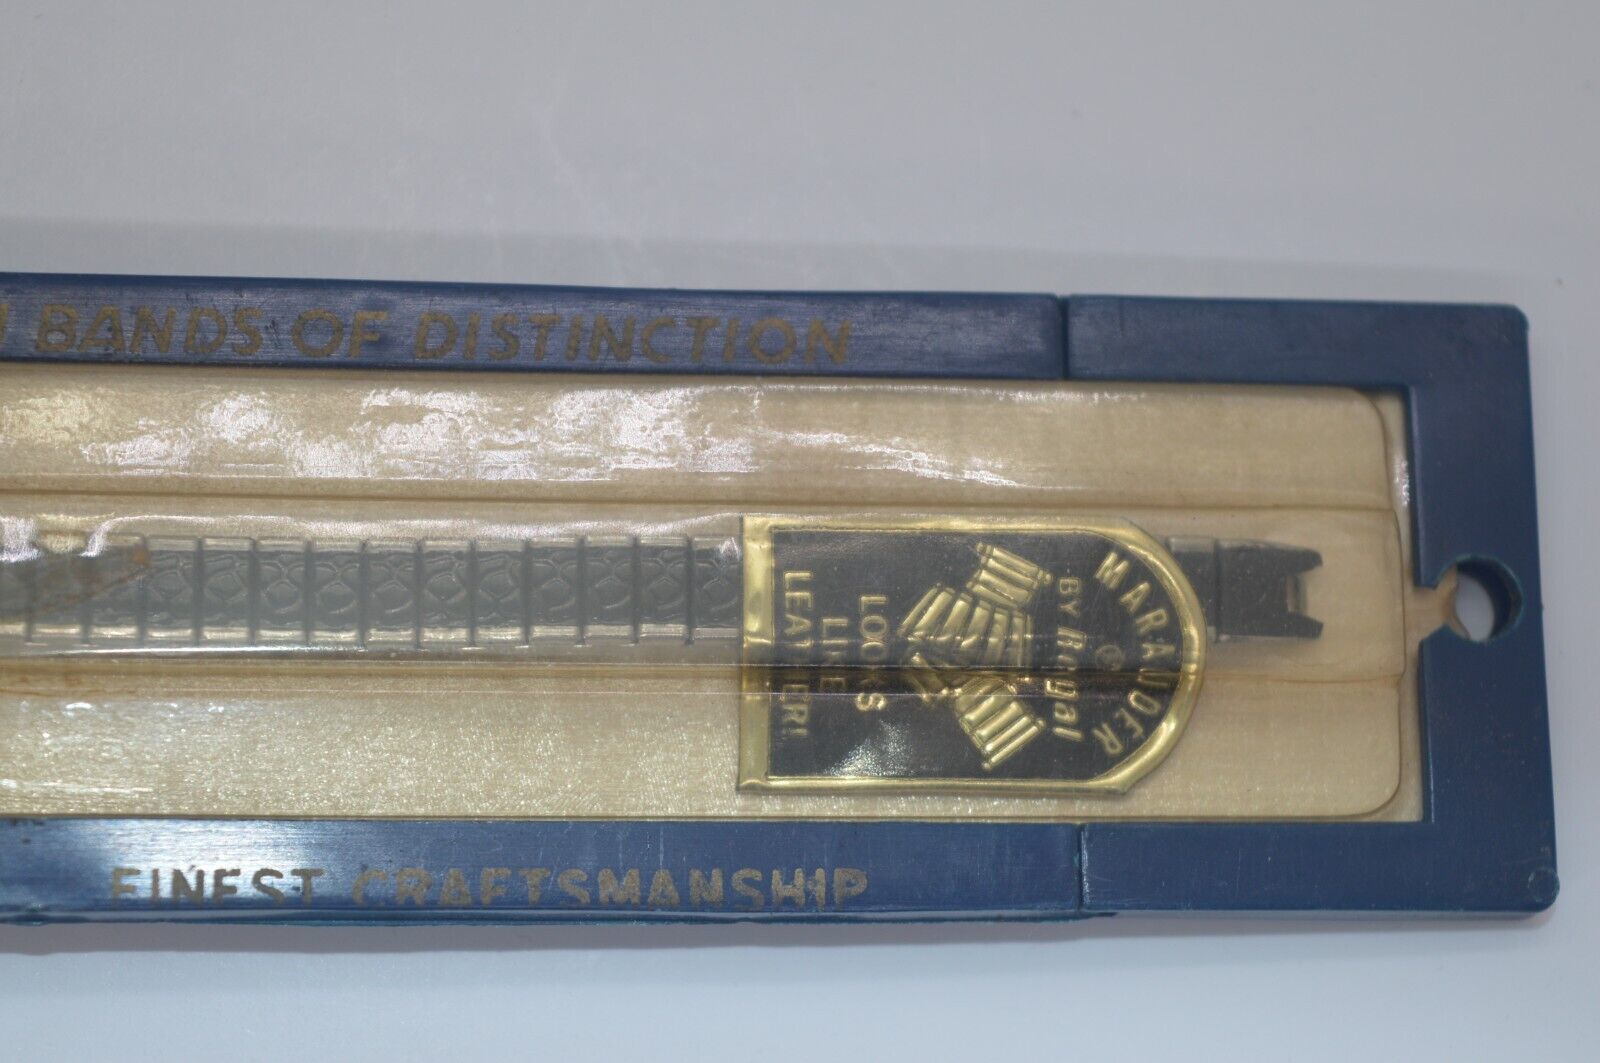 BANDS OF DISTINCTION
MARAUDER
®
BY Regal
LOOKS
LIKE
LEATHER!
FINEST CRAFTSMANSHIP